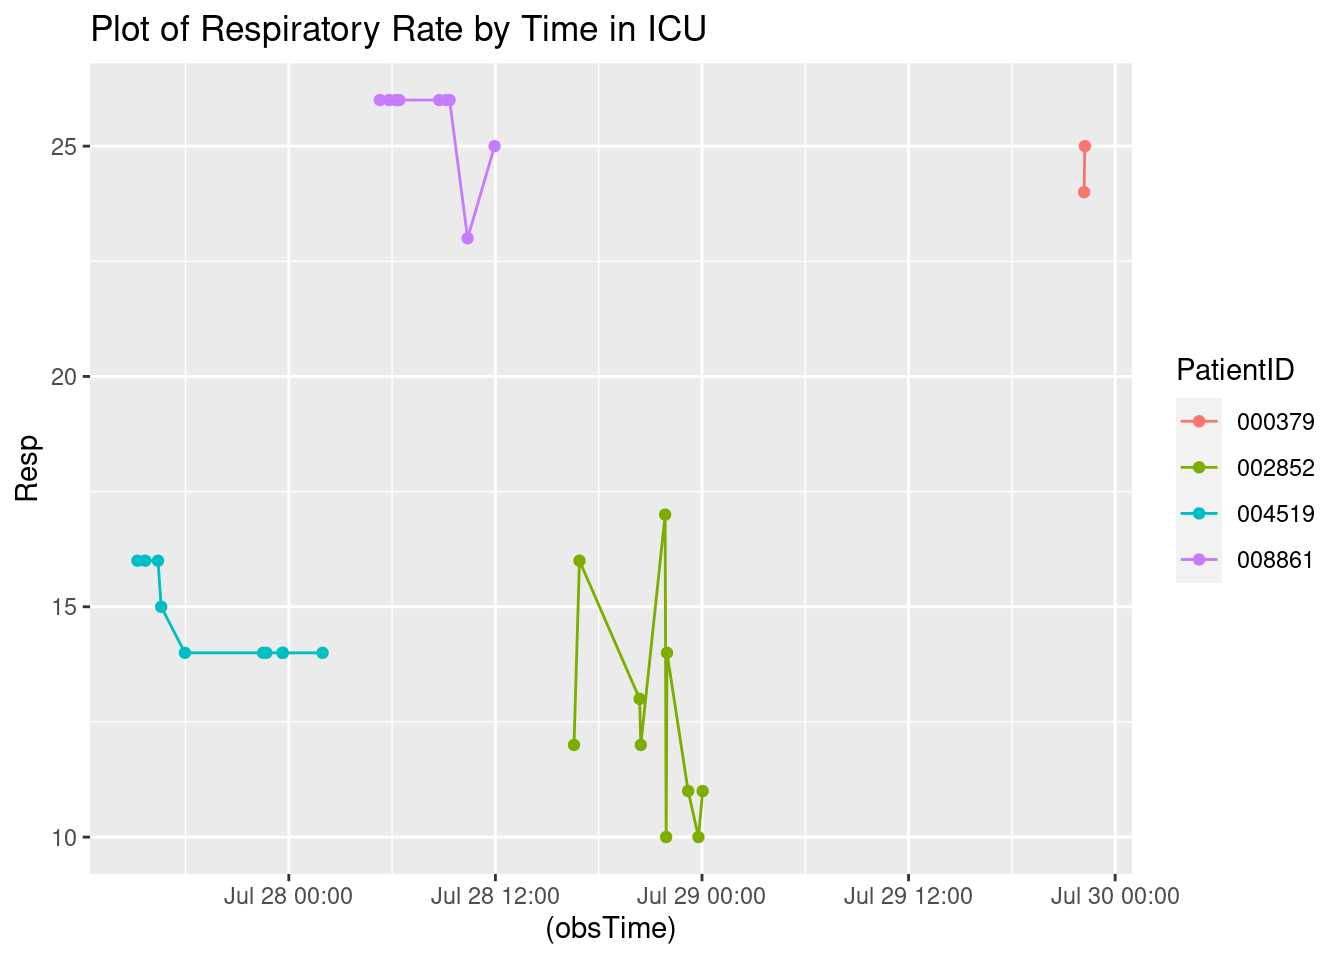 Plot of Respiratory Rate by Time in ICU
25
20
15
10
Resp
Jul 28 00:00 Jul 28 12:00 Jul 29 00:00 Jul 29 12:00 Jul 30 00:00
(obsTime)
PatientID
000379
002852
004519
008861